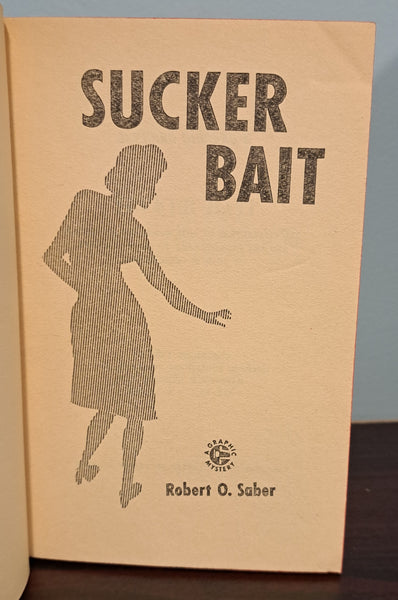 SUCKER
BAIT
A GRAPHIC
MYSTERY
Robert O. Saber